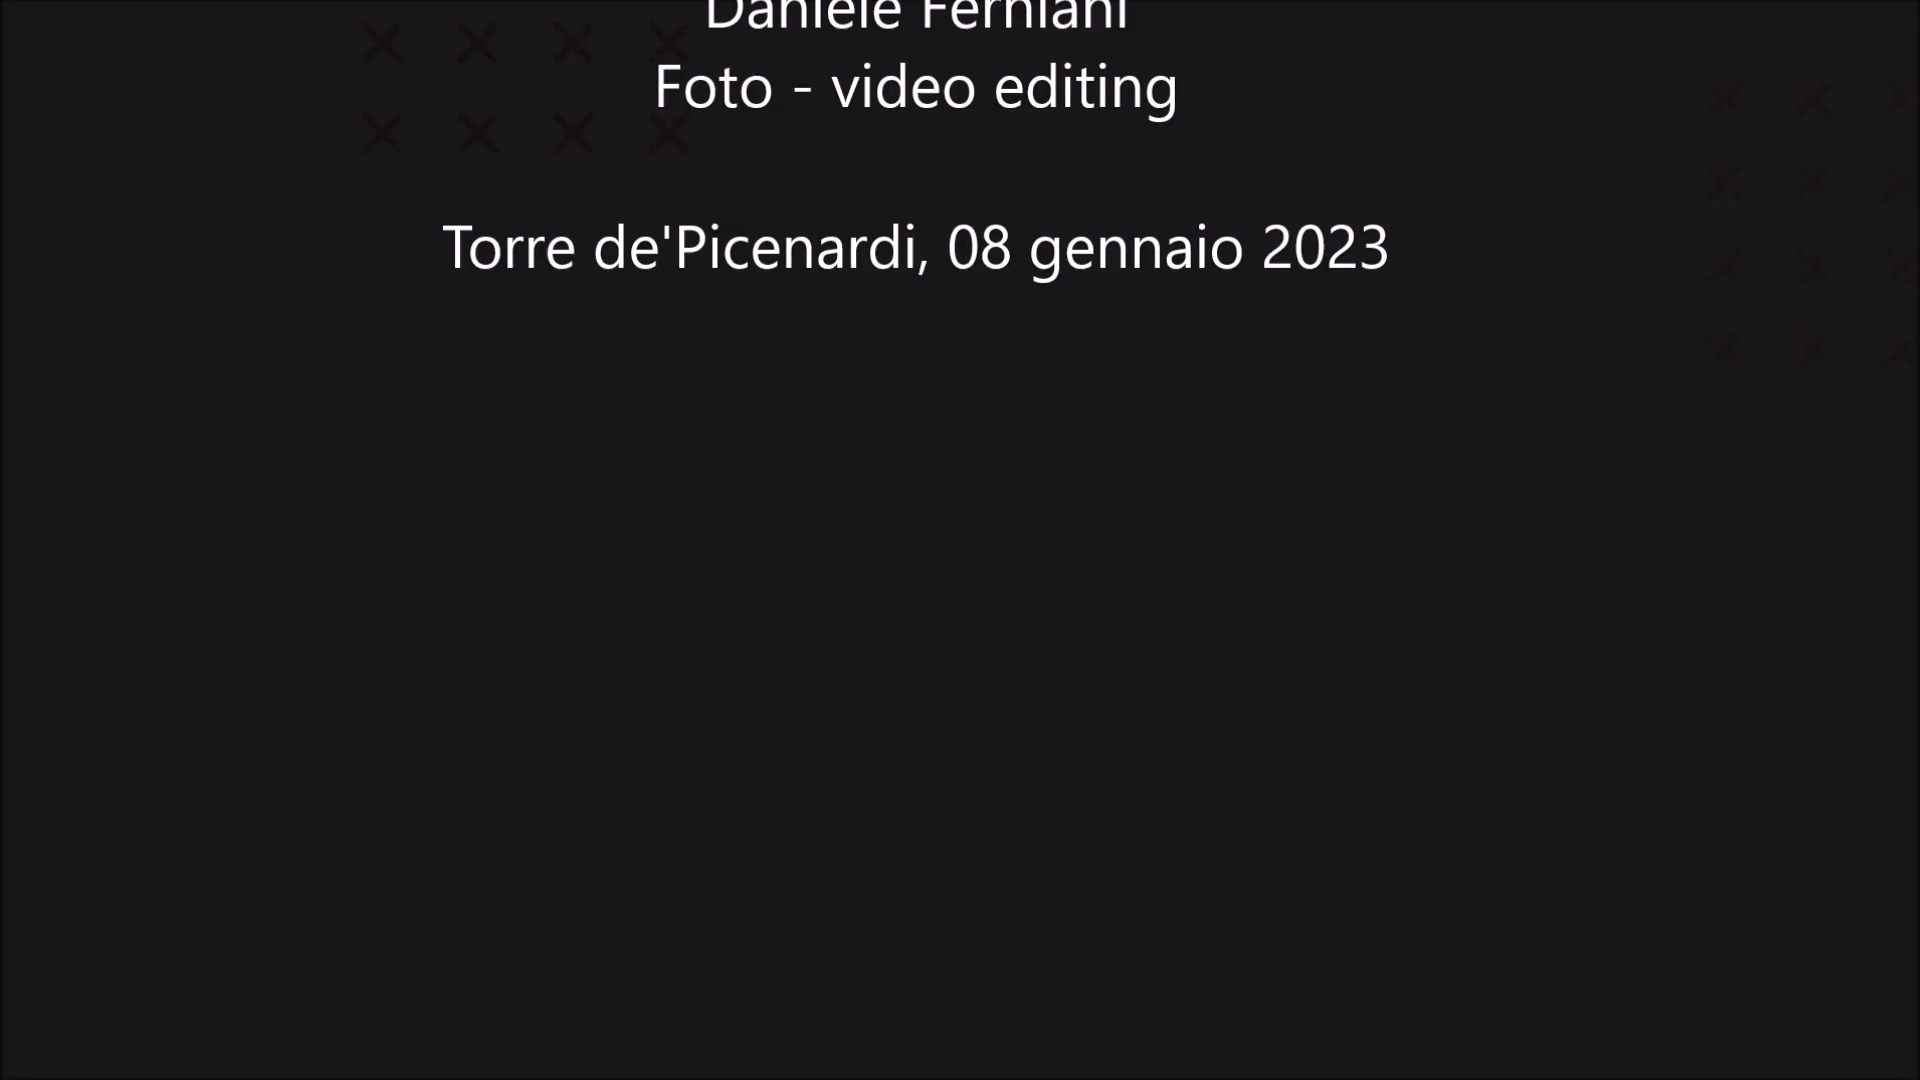 Daniele Ferniani
Foto - video editing
Torre de'Picenardi, 08 gennaio 2023